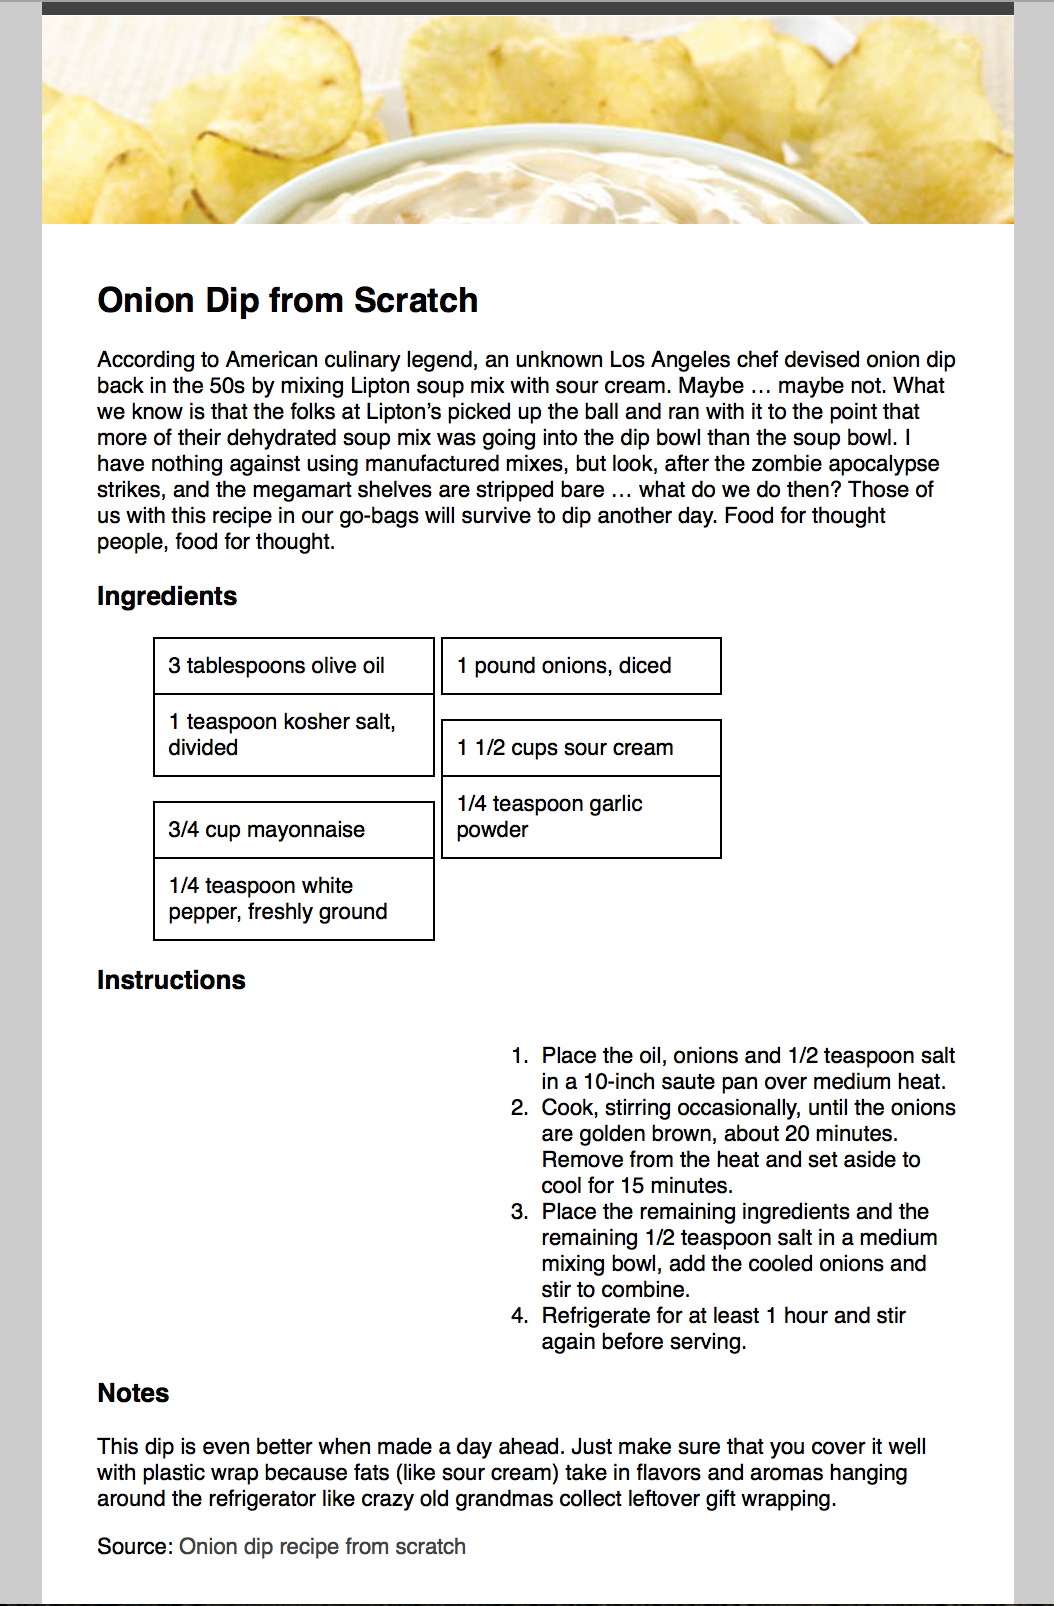 Onion Dip from Scratch
According to American culinary legend, an unknown Los Angeles chef devised onion dip
back in the 50s by mixing Lipton soup mix with sour cream. Maybe … maybe not. What
we know is that the folks at Lipton’s picked up the ball and ran with it to the point that
more of their dehydrated soup mix was going into the dip bowl than the soup bowl. I
have nothing against using manufactured mixes, but look, after the zombie apocalypse
strikes, and the megamart shelves are stripped bare … what do we do then? Those of
us with this recipe in our go-bags will survive to dip another day. Food for thought
people, food for thought.
Ingredients
3 tablespoons olive oil
1 pound onions, diced
1 teaspoon kosher salt,
divided
1 1/2 cups sour cream
3/4 cup mayonnaise
1/4 teaspoon garlic
powder
1/4 teaspoon white
pepper, freshly ground
Instructions
1. Place the oil, onions and 1/2 teaspoon salt
in a 10-inch saute pan over medium heat.
2. Cook, stirring occasionally, until the onions
are golden brown, about 20 minutes.
Remove from the heat and set aside to
cool for 15 minutes.
3. Place the remaining ingredients and the
remaining 1/2 teaspoon salt in a medium
mixing bowl, add the cooled onions and
stir to combine.
4. Refrigerate for at least 1 hour and stir
again before serving.
Notes
This dip is even better when made a day ahead. Just make sure that you cover it well
with plastic wrap because fats (like sour cream) take in flavors and aromas hanging
around the refrigerator like crazy old grandmas collect leftover gift wrapping.
Source: Onion dip recipe from scratch